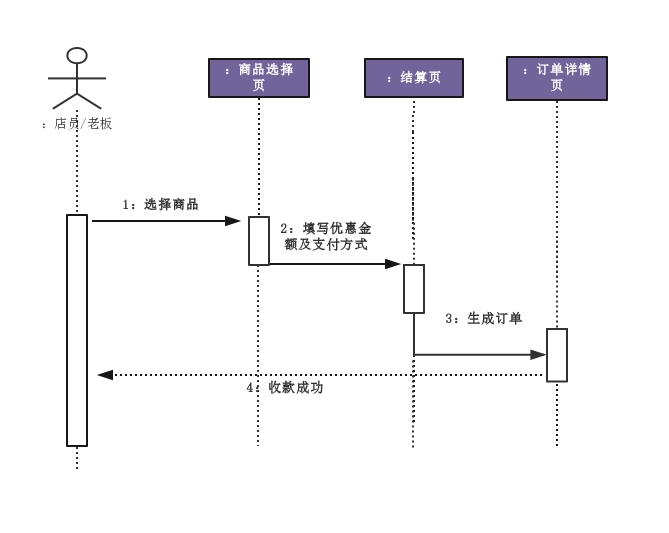 ：商品选择
页
：结算页
：订单详情
页
：店员/老板
1：选择商品
2：填写优惠金
额及支付方式
3：生成订单
4：收款成功